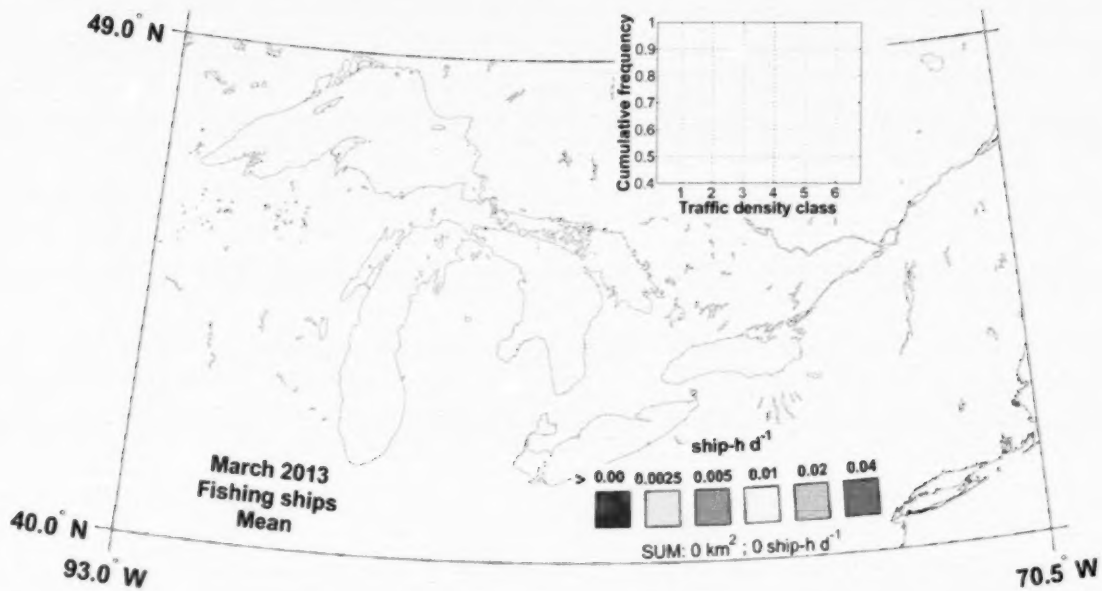 49.0° N
Cumulative frequency
1
0.9
0.8
0.7
0.6
0.5
0.4
1 2 3 4 5 6
Traffic density class
March 2013
Fishing ships
Mean
ship-h d⁻¹
> 0.00 0.0025 0.005 0.01 0.02 0.04
SUM: 0 km² ; 0 ship-h d⁻¹
40.0° N
93.0° W
70.5° W